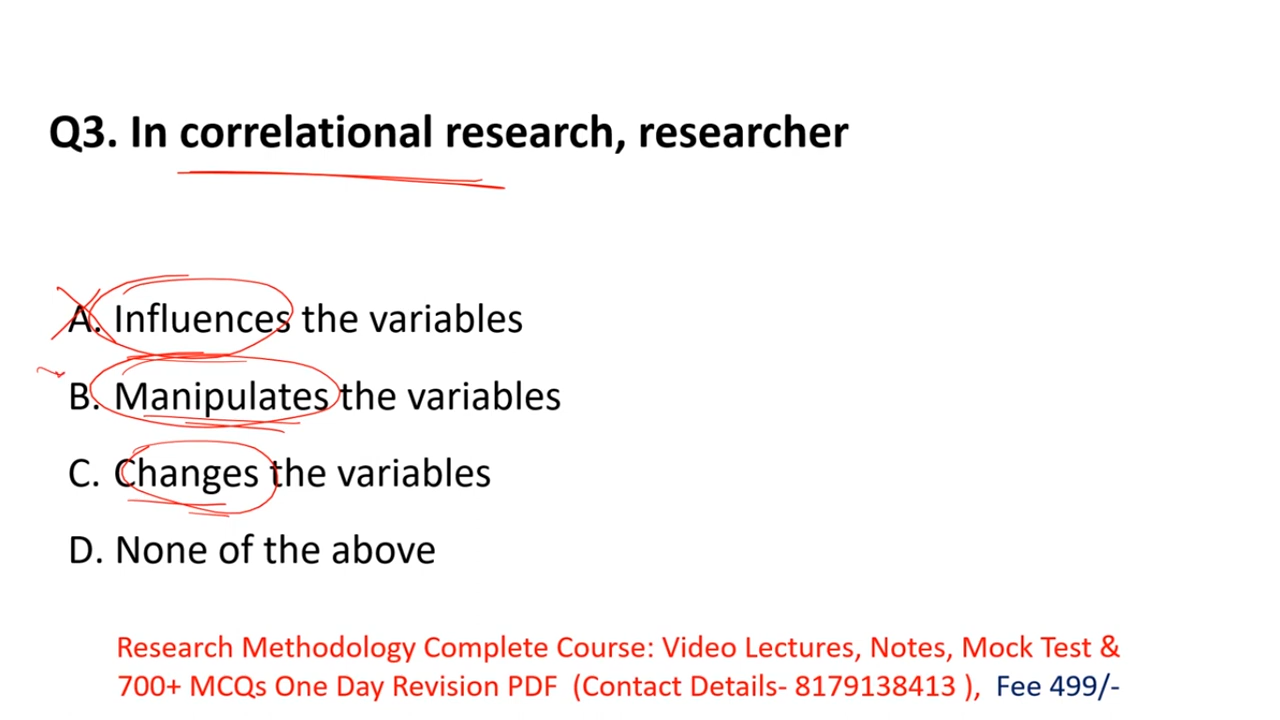 Q3. In correlational research, researcher
A. Influences the variables
B. Manipulates the variables
C. Changes the variables
D. None of the above
Research Methodology Complete Course: Video Lectures, Notes, Mock Test &
700+ MCQs One Day Revision PDF (Contact Details- 8179138413 ), Fee 499/-